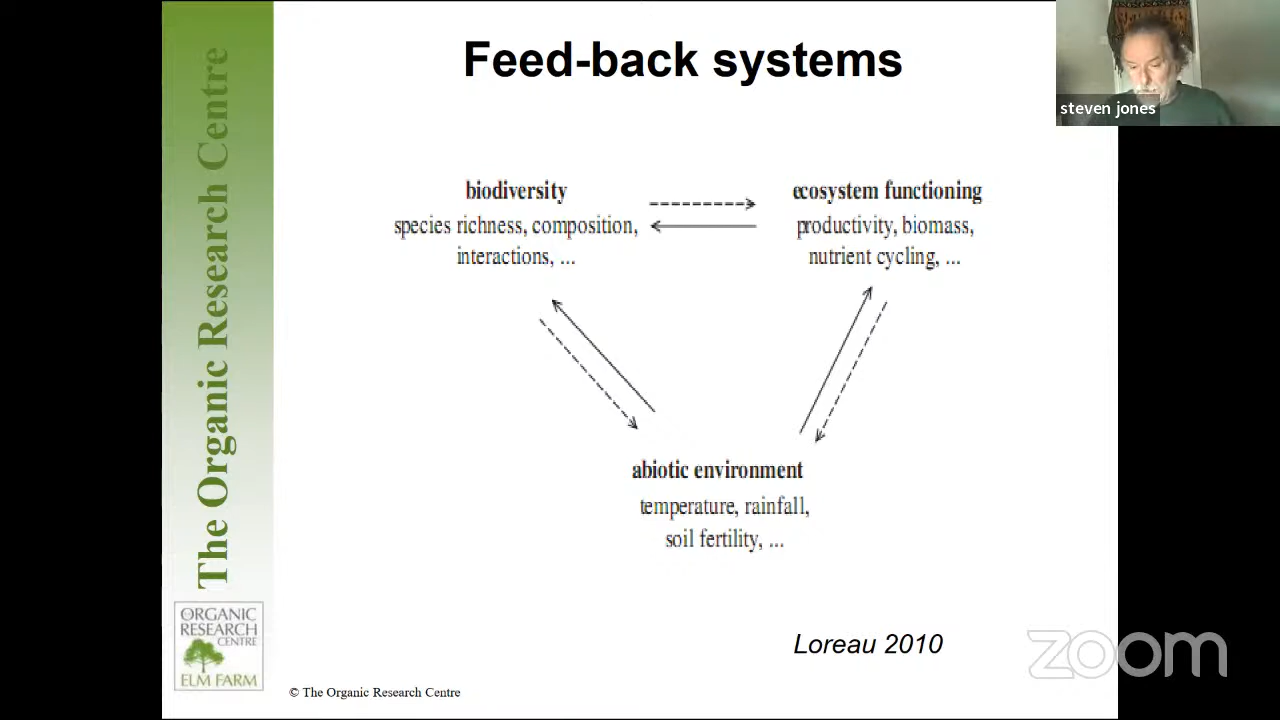 Feed-back systems
steven jones
The Organic Research Centre
biodiversity
species richness, composition,
interactions, ...
ecosystem functioning
productivity, biomass,
nutrient cycling, ...
abiotic environment
temperature, rainfall,
soil fertility, ...
Loreau 2010
zoom
ORGANIC
RESEARCH
CENTRE
ELM FARM
© The Organic Research Centre